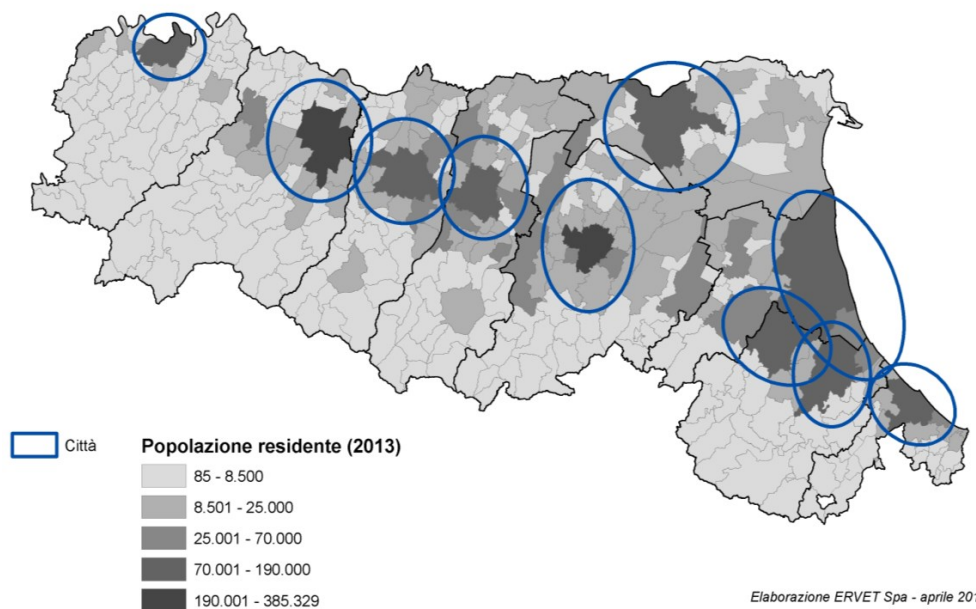 Città
Popolazione residente (2013)
85 - 8.500
8.501 - 25.000
25.001 - 70.000
70.001 - 190.000
190.001 - 385.329
Elaborazione ERVET Spa - aprile